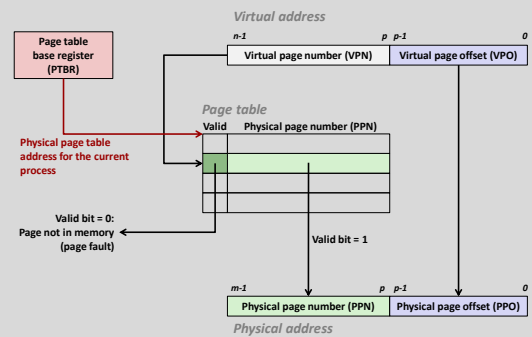 Virtual address
n-1 p p-1 0
Virtual page number (VPN) Virtual page offset (VPO)
Page table
base register
(PTBR)
Page table
Valid Physical page number (PPN)
Physical page table
address for the current
process
Valid bit = 0:
Page not in memory
(page fault)
Valid bit = 1
m-1 p p-1 0
Physical page number (PPN) Physical page offset (PPO)
Physical address